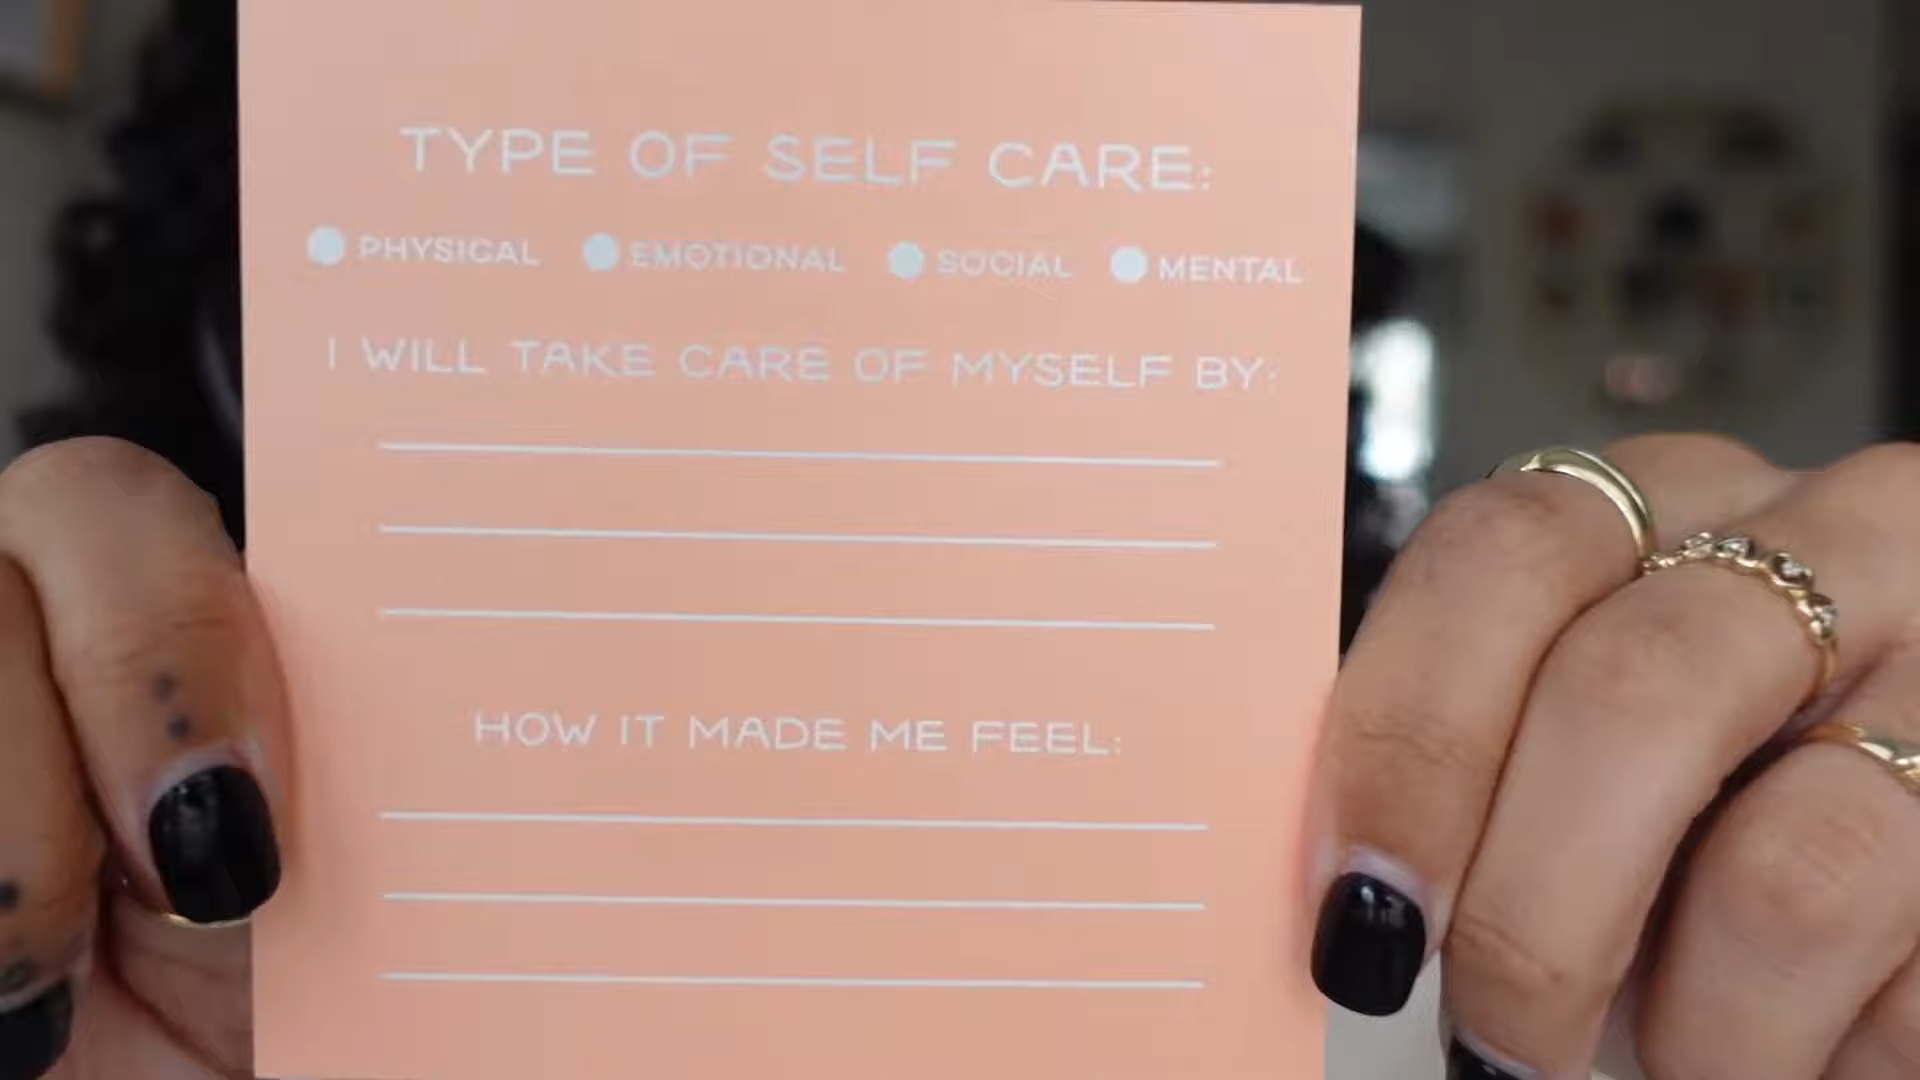 TYPE OF SELF CARE:
PHYSICAL EMOTIONAL SOCIAL MENTAL
I WILL TAKE CARE OF MYSELF BY:
HOW IT MADE ME FEEL: